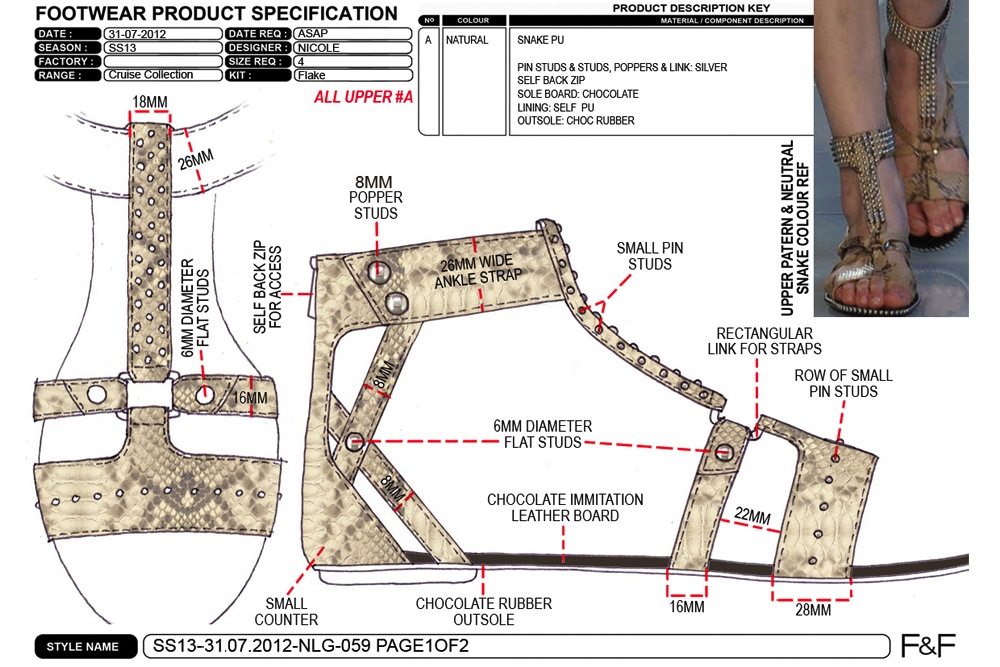 FOOTWEAR PRODUCT SPECIFICATION
DATE : 31-07-2012 DATE REQ : ASAP
SEASON : SS13 DESIGNER : NICOLE
FACTORY : SIZE REQ : 4
RANGE : Cruise Collection KIT : Flake
ALL UPPER #A
PRODUCT DESCRIPTION KEY
Nº COLOUR MATERIAL / COMPONENT DESCRIPTION
A NATURAL SNAKE PU
PIN STUDS & STUDS, POPPERS & LINK: SILVER
SELF BACK ZIP
SOLE BOARD: CHOCOLATE
LINING: SELF PU
OUTSOLE: CHOC RUBBER
UPPER PATTERN & NEUTRAL
SNAKE COLOUR REF
18MM
26MM
6MM DIAMETER
FLAT STUDS
16MM
8MM
POPPER
STUDS
SELF BACK ZIP
FOR ACCESS
26MM WIDE
ANKLE STRAP
SMALL PIN
STUDS
RECTANGULAR
LINK FOR STRAPS
ROW OF SMALL
PIN STUDS
8MM
6MM DIAMETER
FLAT STUDS
8MM
CHOCOLATE IMMITATION
LEATHER BOARD
22MM
SMALL
COUNTER
CHOCOLATE RUBBER
OUTSOLE
16MM
28MM
STYLE NAME SS13-31.07.2012-NLG-059 PAGE1OF2
F&F